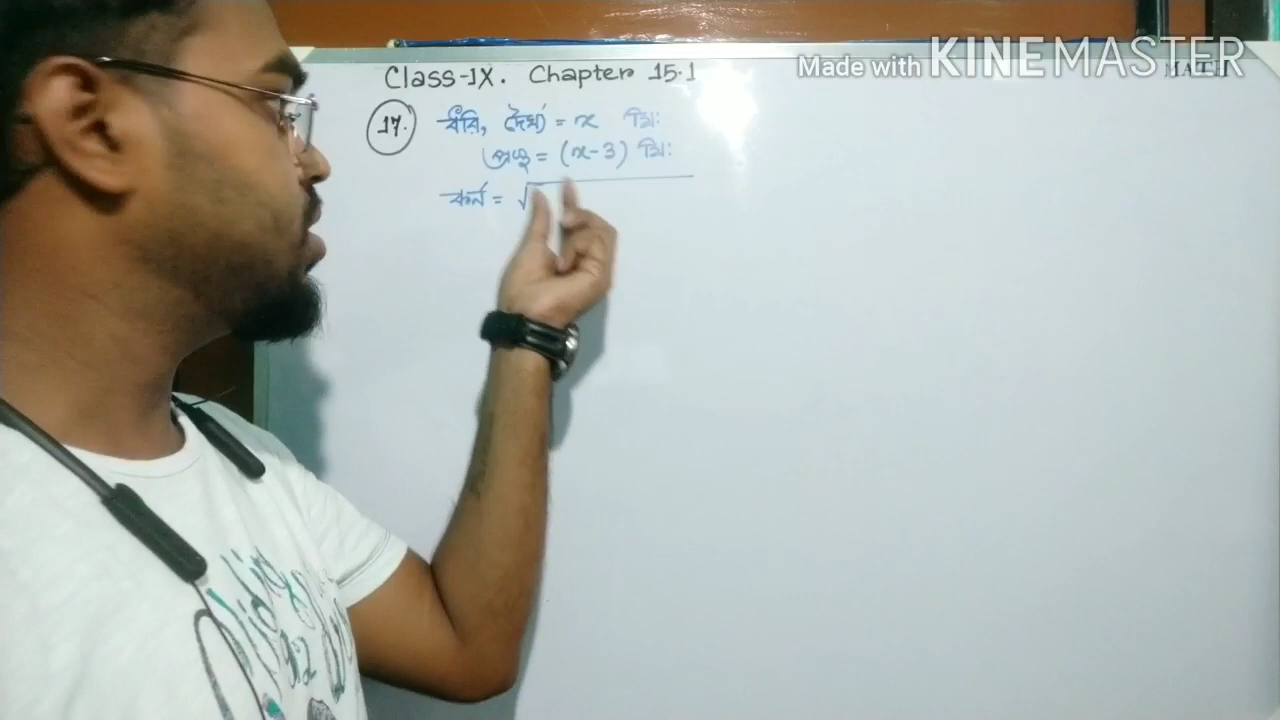 Made with KINEMASTER
Class-IX. Chapter 15.1
17. ধরি, দৈর্ঘ্য = x মি:
প্রস্থ = (x-3) মি:
কর্ন = √